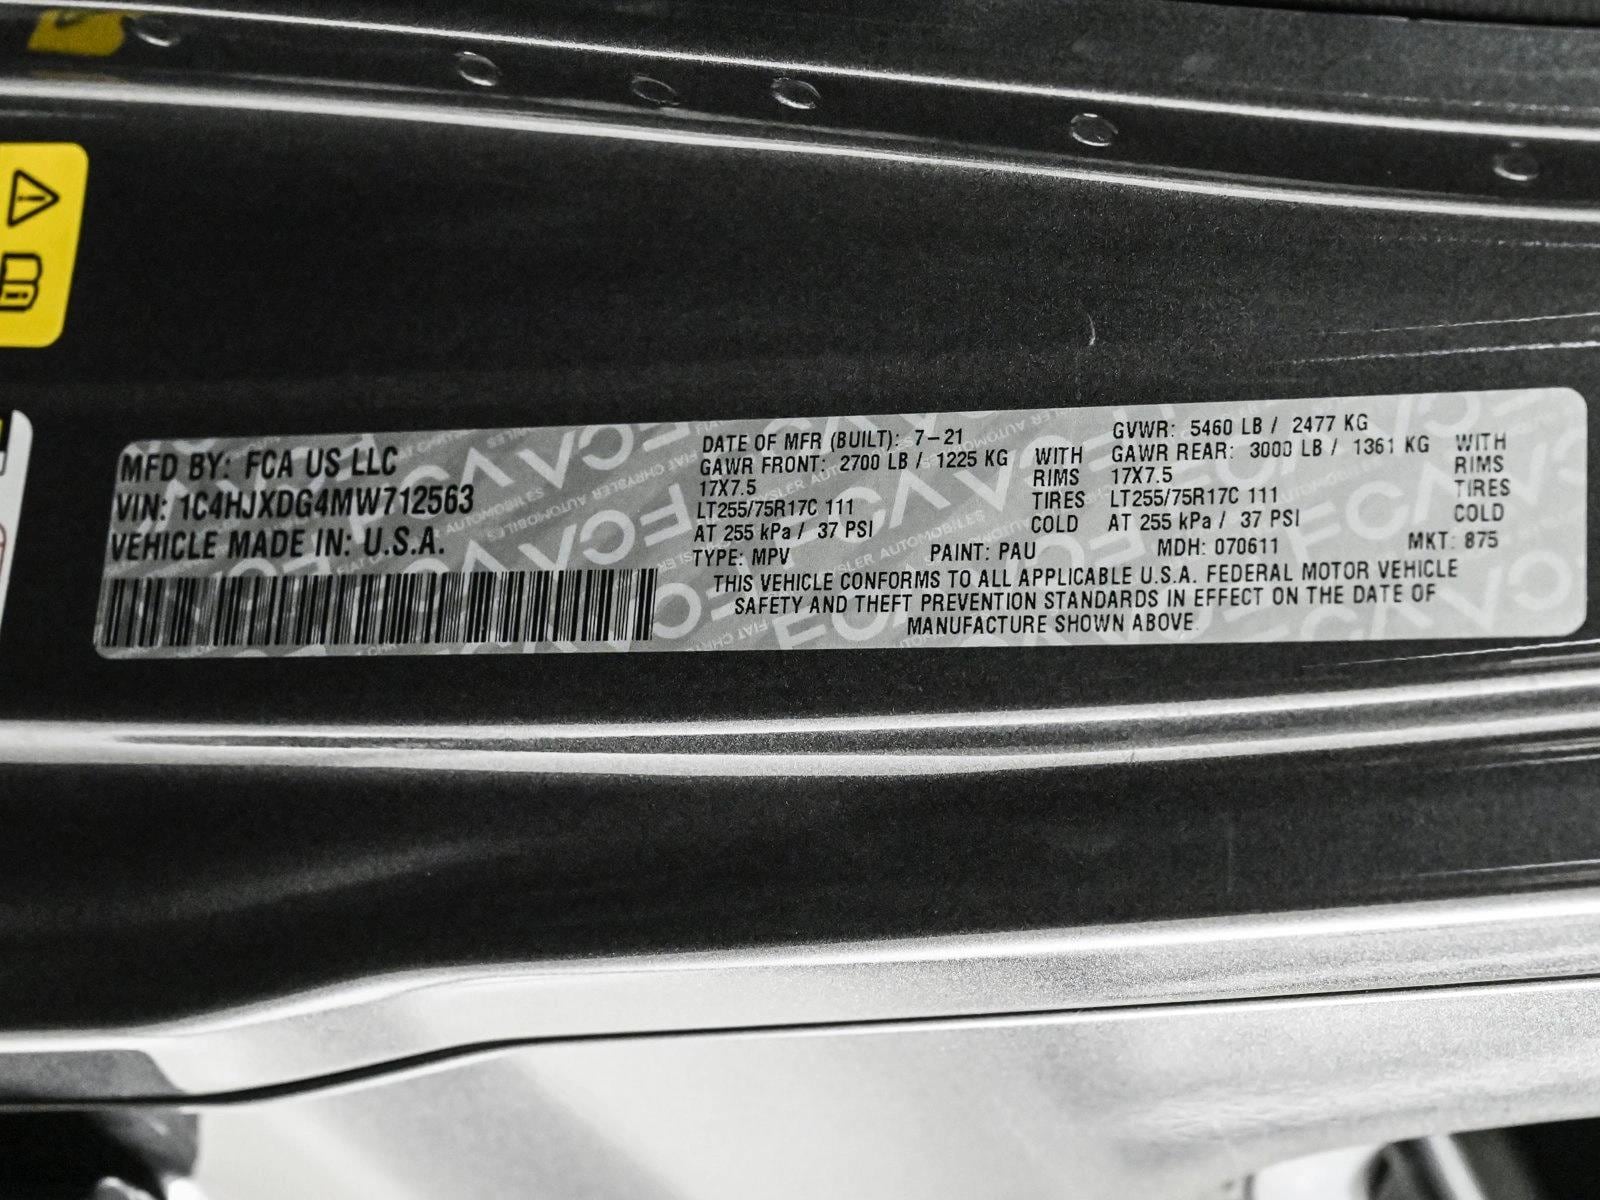 MFD BY: FCA US LLC
VIN: 1C4HJXDG4MW712563
VEHICLE MADE IN: U.S.A.
DATE OF MFR (BUILT): 7-21
GAWR FRONT: 2700 LB / 1225 KG WITH
17X7.5 RIMS
LT255/75R17C 111 TIRES
AT 255 kPa / 37 PSI COLD
GVWR: 5460 LB / 2477 KG
GAWR REAR: 3000 LB / 1361 KG WITH
17X7.5 RIMS
LT255/75R17C 111 TIRES
AT 255 kPa / 37 PSI COLD
TYPE: MPV PAINT: PAU MDH: 070611 MKT: 875
THIS VEHICLE CONFORMS TO ALL APPLICABLE U.S.A. FEDERAL MOTOR VEHICLE
SAFETY AND THEFT PREVENTION STANDARDS IN EFFECT ON THE DATE OF
MANUFACTURE SHOWN ABOVE.